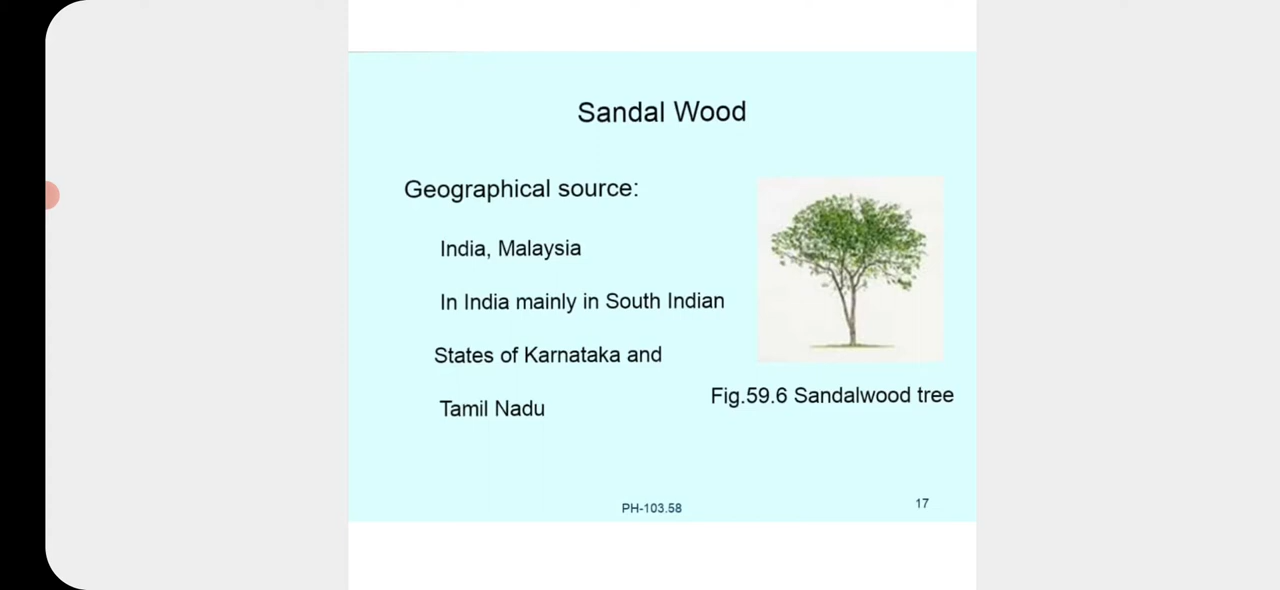 Sandal Wood
Geographical source:
India, Malaysia
In India mainly in South Indian
States of Karnataka and
Tamil Nadu
Fig.59.6 Sandalwood tree
PH-103.58
17